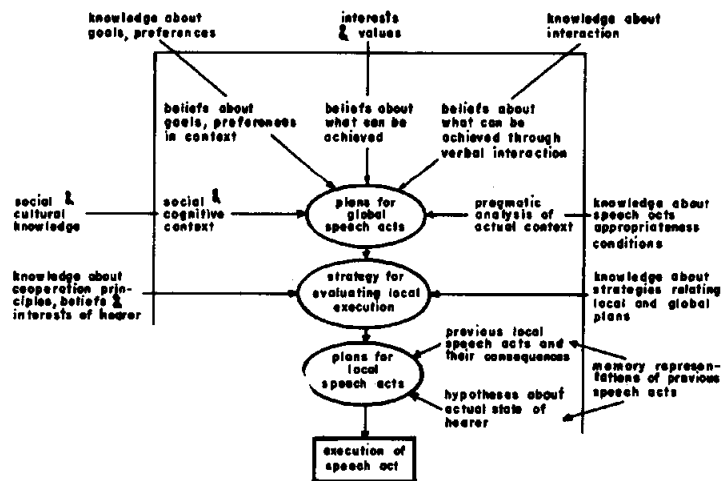 knowledge about
goals, preferences
interests
& values
knowledge about
interaction
beliefs about
goals, preferences
in context
beliefs about
what can be
achieved
beliefs about
what can be
achieved through
verbal interaction
social &
cultural
knowledge
social &
cognitive
context
plans for
global
speech acts
pragmatic
analysis of
actual context
knowledge about
speech acts
appropriateness
conditions
knowledge about
cooperation prin-
ciples, beliefs &
interests of hearer
strategy for
evaluating local
execution
knowledge about
strategies relating
local and global
plans
plans for
local
speech acts
previous local
speech acts and
their consequences
hypotheses about
actual state of
hearer
memory represen-
tations of previous
speech acts
execution of
speech act